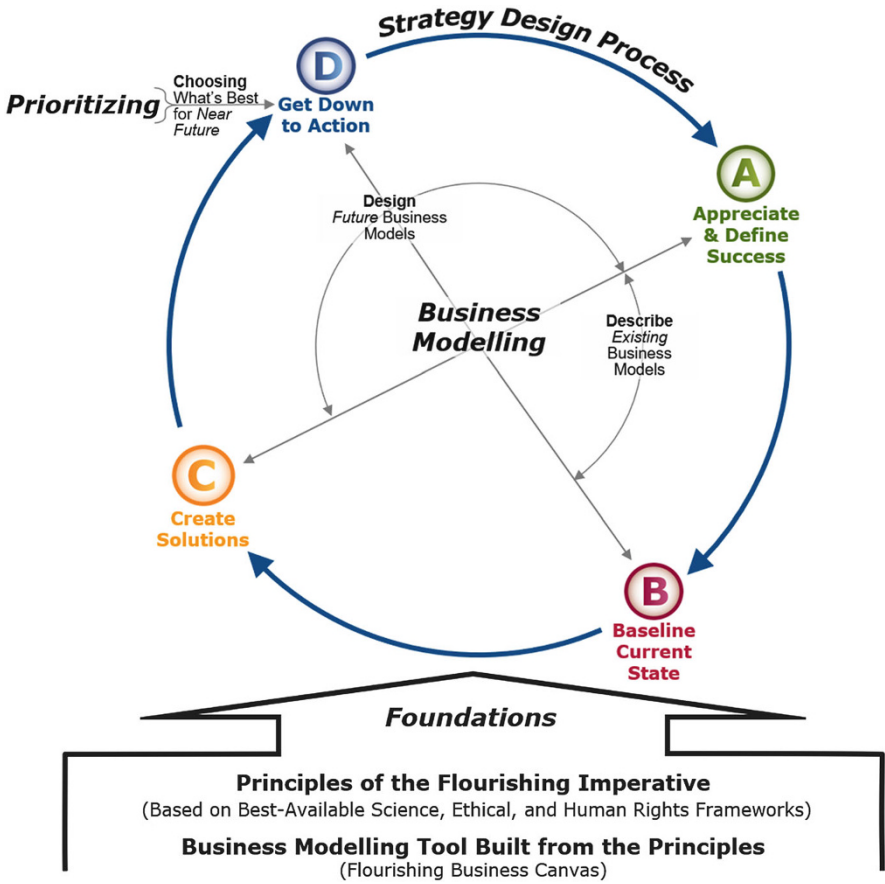 Strategy Design Process
D
Get Down
to Action
Prioritizing
Choosing
What's Best
for Near
Future
A
Appreciate
& Define
Success
Design
Future Business
Models
Business
Modelling
Describe
Existing
Business
Models
C
Create
Solutions
B
Baseline
Current
State
Foundations
Principles of the Flourishing Imperative
(Based on Best-Available Science, Ethical, and Human Rights Frameworks)
Business Modelling Tool Built from the Principles
(Flourishing Business Canvas)